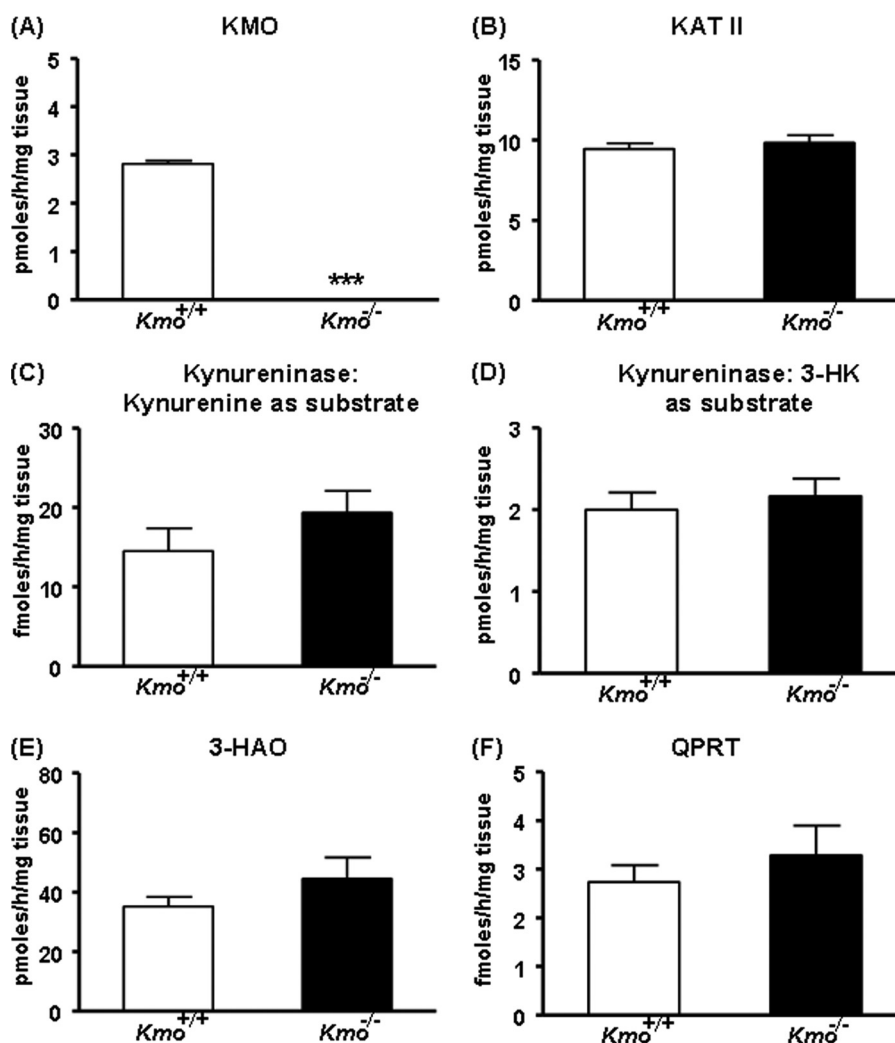 (A) KMO
pmoles/h/mg tissue
5
4
3
2
1
0
***
Kmo+/+ Kmo-/-
(B) KAT II
pmoles/h/mg tissue
15
10
5
0
Kmo+/+ Kmo-/-
(C) Kynureninase:
Kynurenine as substrate
fmoles/h/mg tissue
30
20
10
0
Kmo+/+ Kmo-/-
(D) Kynureninase: 3-HK
as substrate
pmoles/h/mg tissue
3
2
1
0
Kmo+/+ Kmo-/-
(E) 3-HAO
pmoles/h/mg tissue
80
60
40
20
0
Kmo+/+ Kmo-/-
(F) QPRT
fmoles/h/mg tissue
5
4
3
2
1
0
Kmo+/+ Kmo-/-